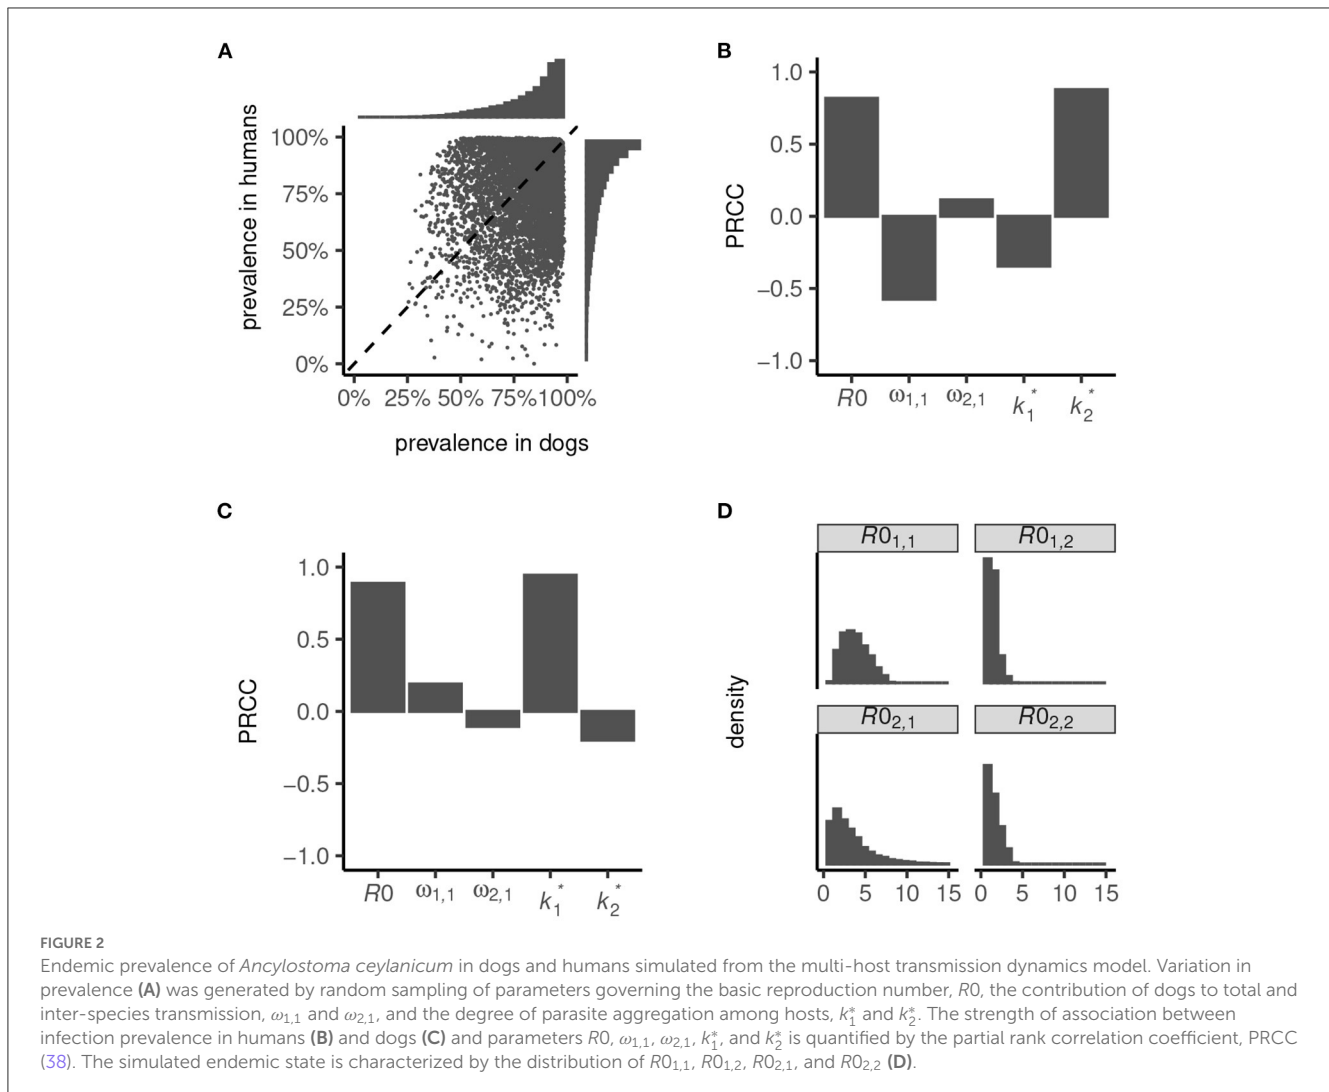 A
prevalence in humans
100%
75%
50%
25%
0%
0% 25% 50% 75% 100%
prevalence in dogs
B
PRCC
1.0
0.5
0.0
−0.5
−1.0
R0 ω1,1 ω2,1 k*1 k*2
C
PRCC
1.0
0.5
0.0
−0.5
−1.0
R0 ω1,1 ω2,1 k*1 k*2
D
density
R01,1 R01,2
R02,1 R02,2
0 5 10 15 0 5 10 15
FIGURE 2
Endemic prevalence of Ancylostoma ceylanicum in dogs and humans simulated from the multi-host transmission dynamics model. Variation in
prevalence (A) was generated by random sampling of parameters governing the basic reproduction number, R0, the contribution of dogs to total and
inter-species transmission, ω1,1 and ω2,1, and the degree of parasite aggregation among hosts, k*1 and k*2. The strength of association between
infection prevalence in humans (B) and dogs (C) and parameters R0, ω1,1, ω2,1, k*1, and k*2 is quantified by the partial rank correlation coefficient, PRCC
(38). The simulated endemic state is characterized by the distribution of R01,1, R01,2, R02,1, and R02,2 (D).